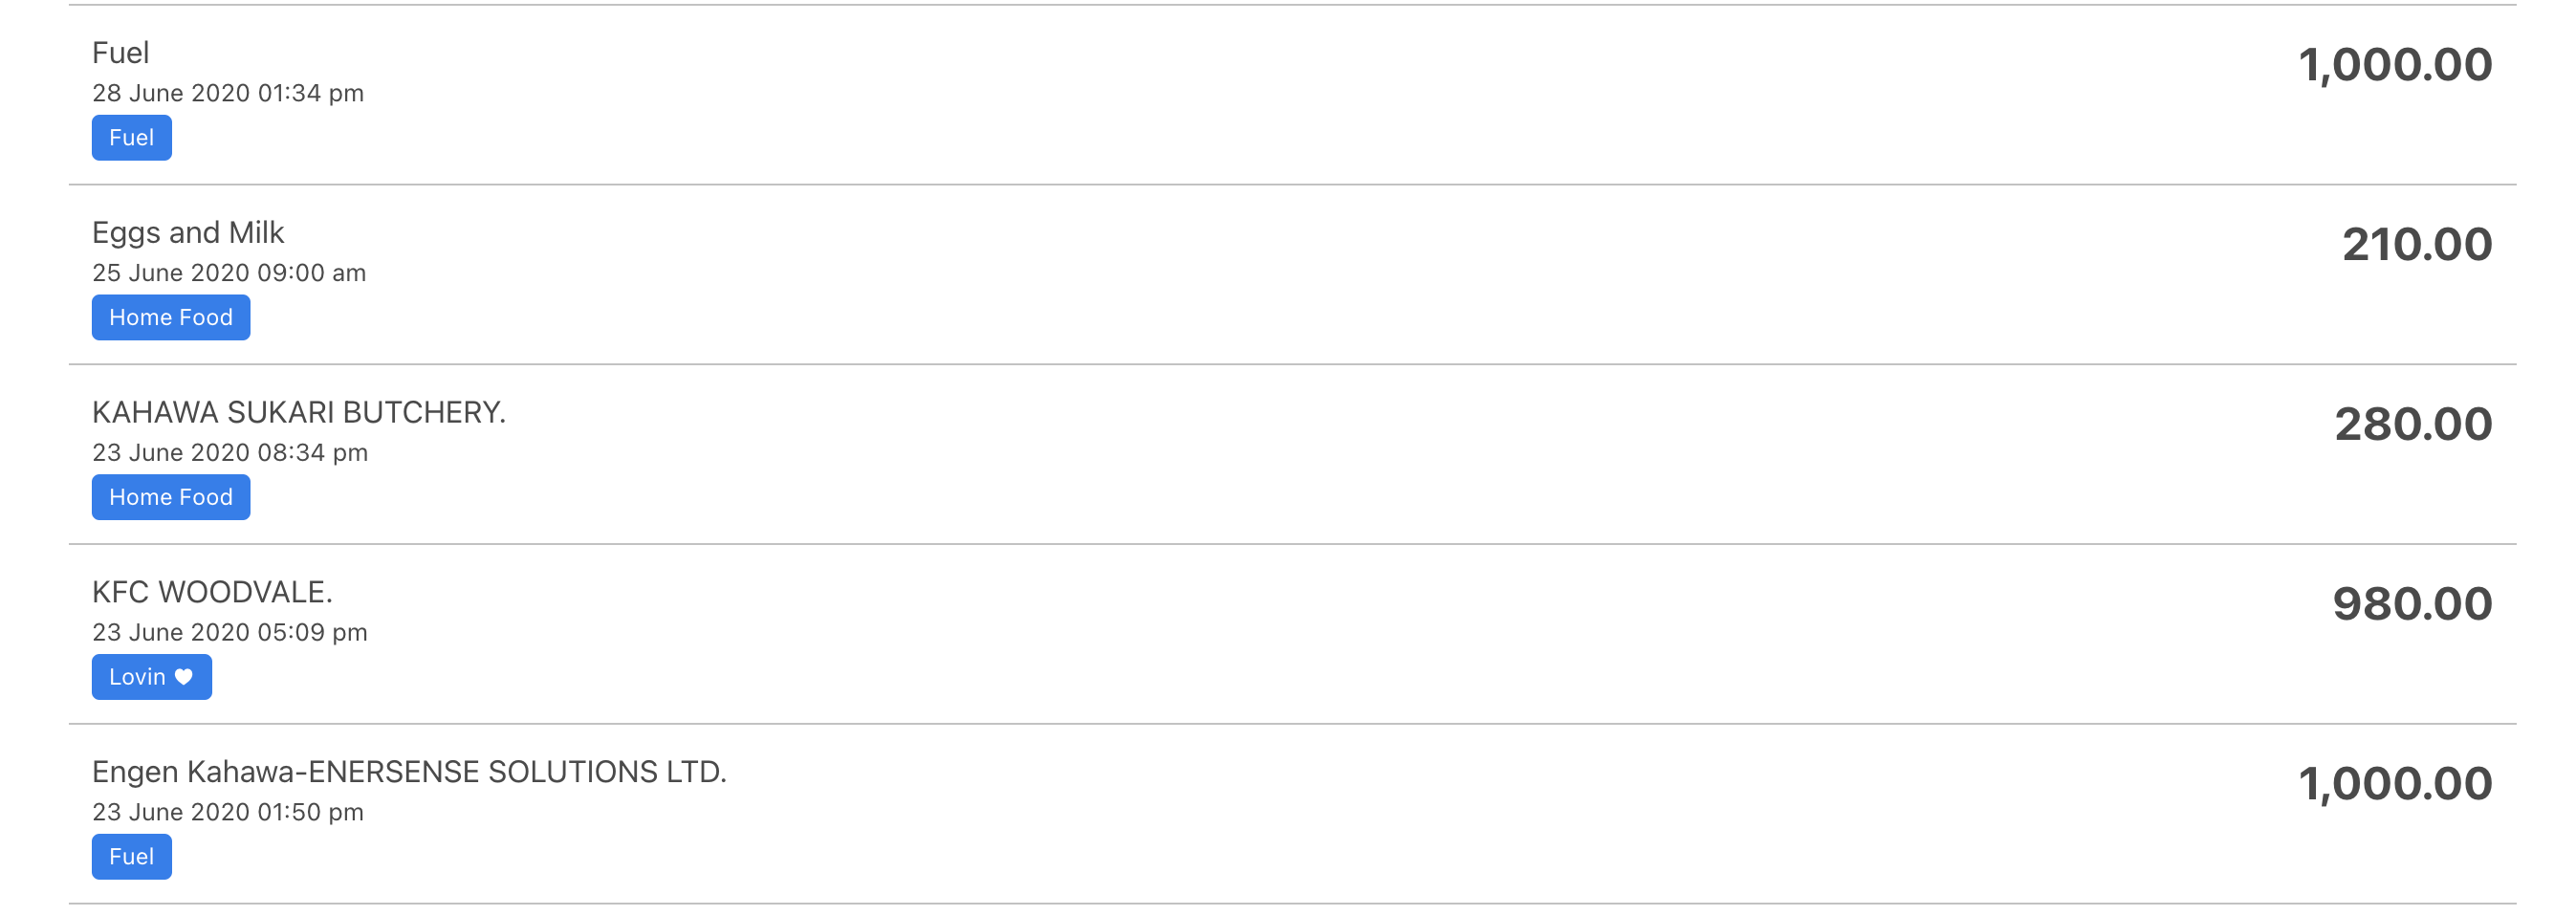 Fuel
1,000.00
28 June 2020 01:34 pm
Fuel
Eggs and Milk
210.00
25 June 2020 09:00 am
Home Food
KAHAWA SUKARI BUTCHERY.
280.00
23 June 2020 08:34 pm
Home Food
KFC WOODVALE.
980.00
23 June 2020 05:09 pm
Lovin ♥
Engen Kahawa-ENERSENSE SOLUTIONS LTD.
1,000.00
23 June 2020 01:50 pm
Fuel